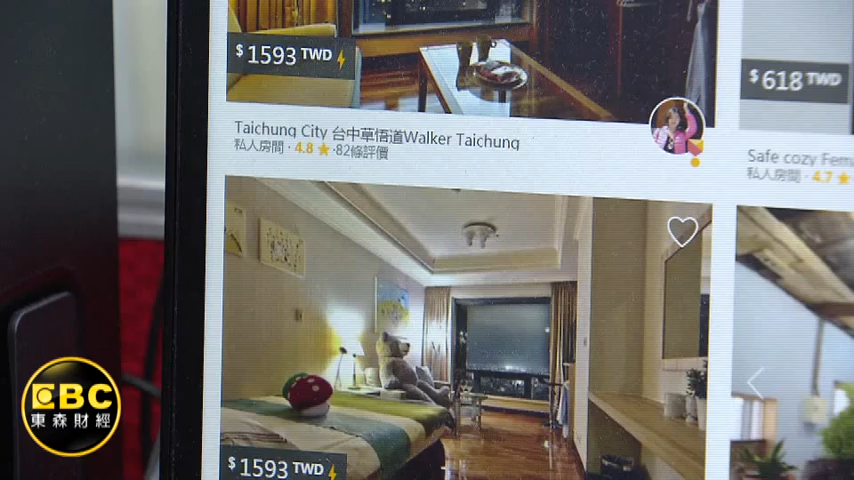 $1593 TWD
$618 TWD
Taichung City 台中草悟道Walker Taichung
私人房間 · 4.8 ★ ·82條評價
Safe cozy Fem
私人房間 · 4.7 ★
EBC
東森財經
$1593 TWD